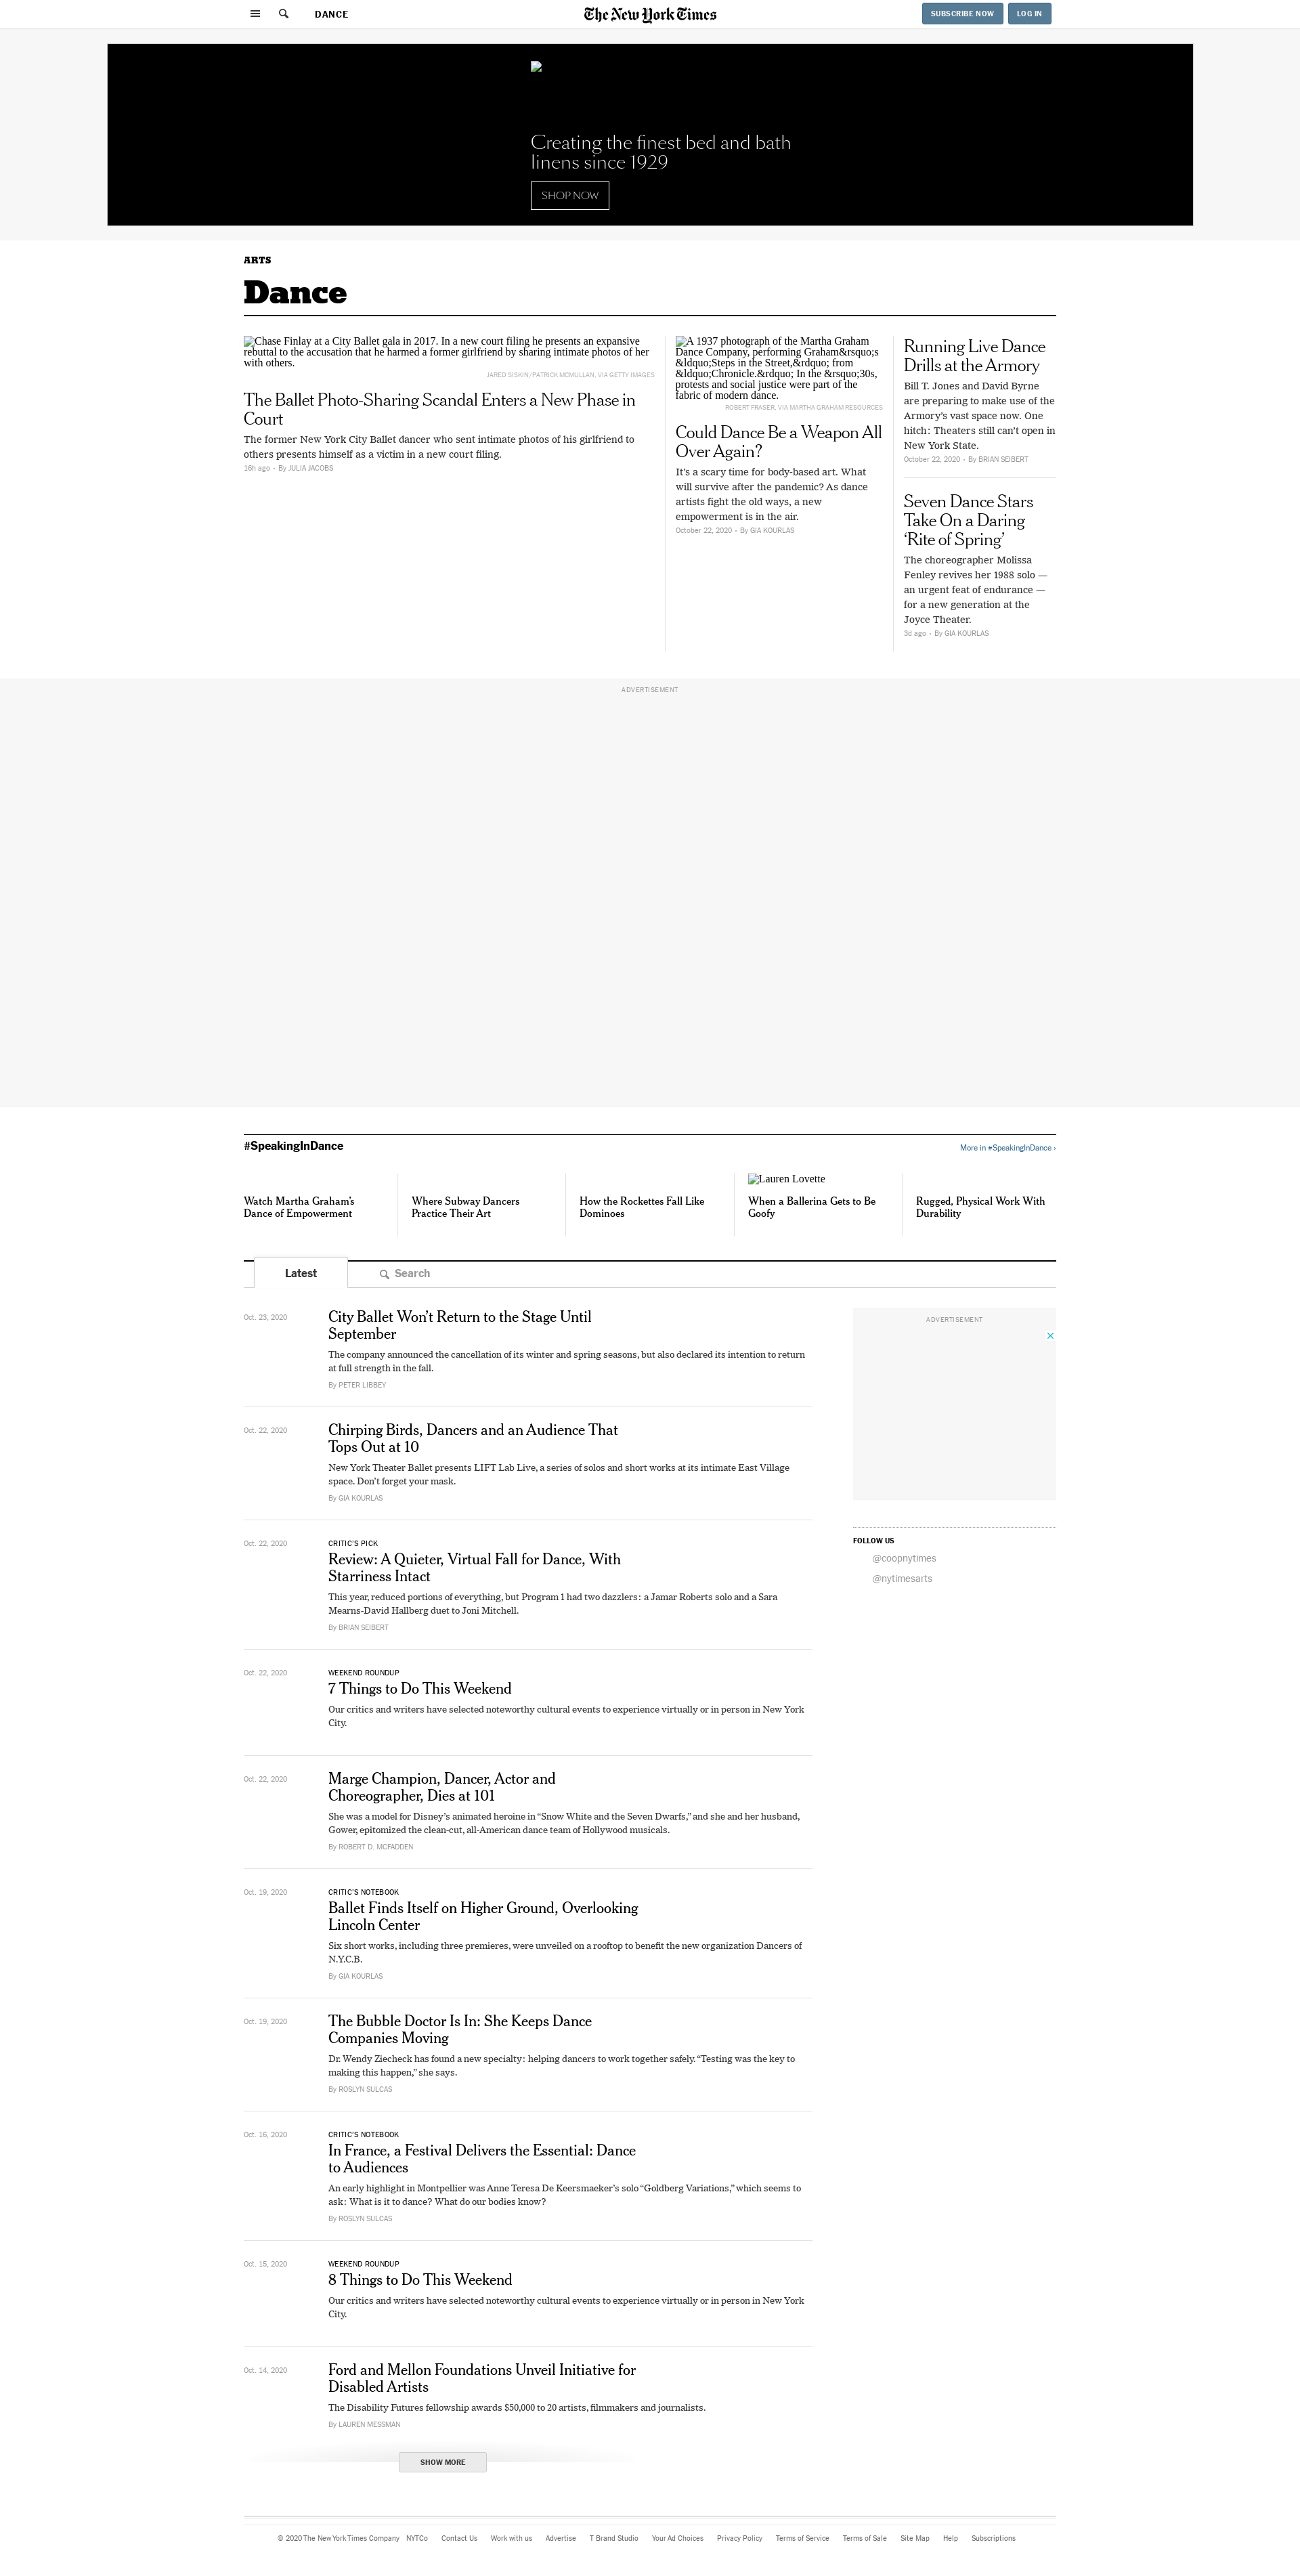 DANCE
The New York Times
SUBSCRIBE NOW
LOG IN
Creating the finest bed and bath
linens since 1929
SHOP NOW
ARTS
Dance
Chase Finlay at a City Ballet gala in 2017. In a new court filing he presents an expansive
rebuttal to the accusation that he harmed a former girlfriend by sharing intimate photos of her
with others.
JARED SISKIN/PATRICK MCMULLAN, VIA GETTY IMAGES
The Ballet Photo-Sharing Scandal Enters a New Phase in
Court
The former New York City Ballet dancer who sent intimate photos of his girlfriend to
others presents himself as a victim in a new court filing.
16h ago • By JULIA JACOBS
A 1937 photograph of the Martha Graham
Dance Company, performing Graham&rsquo;s
&ldquo;Steps in the Street,&rdquo; from
&ldquo;Chronicle.&rdquo; In the &rsquo;30s,
protests and social justice were part of the
fabric of modern dance.
ROBERT FRASER, VIA MARTHA GRAHAM RESOURCES
Could Dance Be a Weapon All
Over Again?
It’s a scary time for body-based art. What
will survive after the pandemic? As dance
artists fight the old ways, a new
empowerment is in the air.
October 22, 2020 • By GIA KOURLAS
Running Live Dance
Drills at the Armory
Bill T. Jones and David Byrne
are preparing to make use of the
Armory’s vast space now. One
hitch: Theaters still can’t open in
New York State.
October 22, 2020 • By BRIAN SEIBERT
Seven Dance Stars
Take On a Daring
‘Rite of Spring’
The choreographer Molissa
Fenley revives her 1988 solo —
an urgent feat of endurance —
for a new generation at the
Joyce Theater.
3d ago • By GIA KOURLAS
ADVERTISEMENT
#SpeakingInDance
More in #SpeakingInDance ›
Watch Martha Graham’s
Dance of Empowerment
Where Subway Dancers
Practice Their Art
How the Rockettes Fall Like
Dominoes
Lauren Lovette
When a Ballerina Gets to Be
Goofy
Rugged, Physical Work With
Durability
Latest
Search
Oct. 23, 2020
City Ballet Won’t Return to the Stage Until
September
The company announced the cancellation of its winter and spring seasons, but also declared its intention to return
at full strength in the fall.
By PETER LIBBEY
ADVERTISEMENT
Oct. 22, 2020
Chirping Birds, Dancers and an Audience That
Tops Out at 10
New York Theater Ballet presents LIFT Lab Live, a series of solos and short works at its intimate East Village
space. Don’t forget your mask.
By GIA KOURLAS
FOLLOW US
@coopnytimes
@nytimesarts
Oct. 22, 2020
CRITIC’S PICK
Review: A Quieter, Virtual Fall for Dance, With
Starriness Intact
This year, reduced portions of everything, but Program 1 had two dazzlers: a Jamar Roberts solo and a Sara
Mearns-David Hallberg duet to Joni Mitchell.
By BRIAN SEIBERT
Oct. 22, 2020
WEEKEND ROUNDUP
7 Things to Do This Weekend
Our critics and writers have selected noteworthy cultural events to experience virtually or in person in New York
City.
Oct. 22, 2020
Marge Champion, Dancer, Actor and
Choreographer, Dies at 101
She was a model for Disney’s animated heroine in “Snow White and the Seven Dwarfs,” and she and her husband,
Gower, epitomized the clean-cut, all-American dance team of Hollywood musicals.
By ROBERT D. MCFADDEN
Oct. 19, 2020
CRITIC’S NOTEBOOK
Ballet Finds Itself on Higher Ground, Overlooking
Lincoln Center
Six short works, including three premieres, were unveiled on a rooftop to benefit the new organization Dancers of
N.Y.C.B.
By GIA KOURLAS
Oct. 19, 2020
The Bubble Doctor Is In: She Keeps Dance
Companies Moving
Dr. Wendy Ziecheck has found a new specialty: helping dancers to work together safely. “Testing was the key to
making this happen,” she says.
By ROSLYN SULCAS
Oct. 16, 2020
CRITIC’S NOTEBOOK
In France, a Festival Delivers the Essential: Dance
to Audiences
An early highlight in Montpellier was Anne Teresa De Keersmaeker’s solo “Goldberg Variations,” which seems to
ask: What is it to dance? What do our bodies know?
By ROSLYN SULCAS
Oct. 15, 2020
WEEKEND ROUNDUP
8 Things to Do This Weekend
Our critics and writers have selected noteworthy cultural events to experience virtually or in person in New York
City.
Oct. 14, 2020
Ford and Mellon Foundations Unveil Initiative for
Disabled Artists
The Disability Futures fellowship awards $50,000 to 20 artists, filmmakers and journalists.
By LAUREN MESSMAN
SHOW MORE
© 2020 The New York Times Company NYTCo Contact Us Work with us Advertise T Brand Studio Your Ad Choices Privacy Policy Terms of Service Terms of Sale Site Map Help Subscriptions